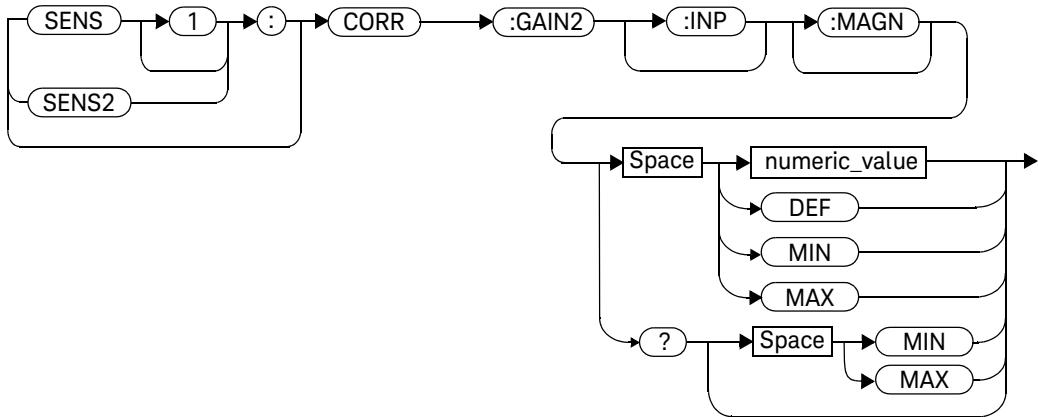 SENS 1 : CORR :GAIN2 :INP :MAGN
SENS2
Space numeric_value
DEF
MIN
MAX
? Space MIN
MAX